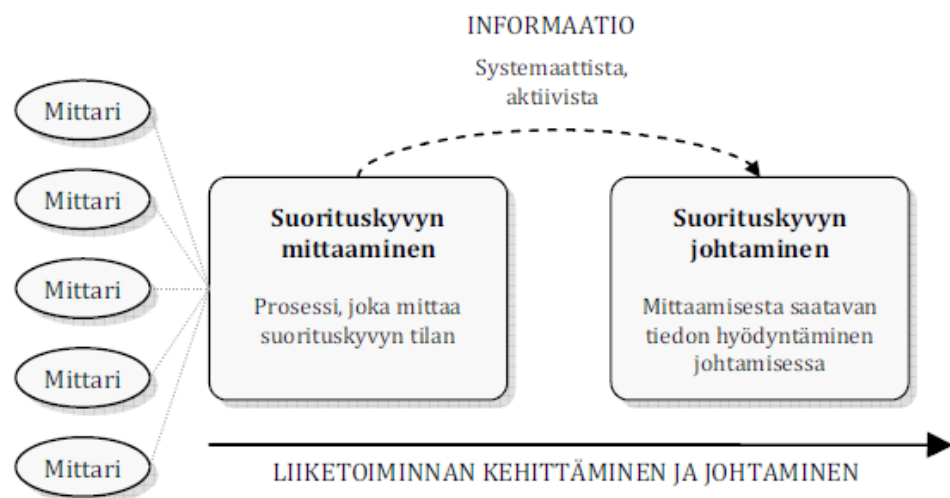 INFORMAATIO
Systemaattista,
aktiivista
Mittari
Mittari
Mittari
Mittari
Mittari
Suorituskyvyn
mittaaminen
Prosessi, joka mittaa
suorituskyvyn tilan
Suorituskyvyn
johtaminen
Mittaamisesta saatavan
tiedon hyödyntäminen
johtamisessa
LIIKETOIMINNAN KEHITTÄMINEN JA JOHTAMINEN